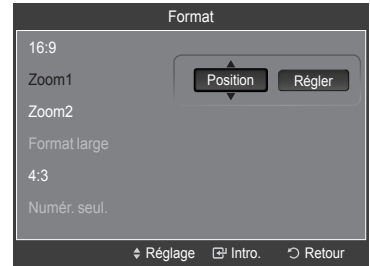 Format
16:9
Zoom1
Position Régler
Zoom2
Format large
4:3
Numér. seul.
Réglage Intro. Retour